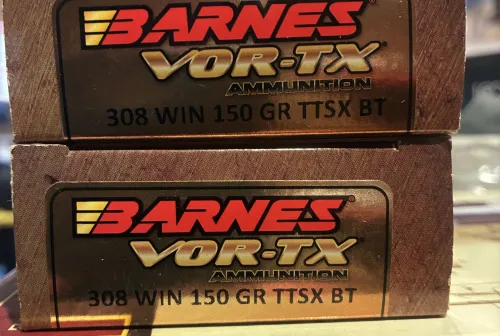 BARNES
VOR-TX
AMMUNITION
308 WIN 150 GR TTSX BT
BARNES
VOR-TX
AMMUNITION
308 WIN 150 GR TTSX BT